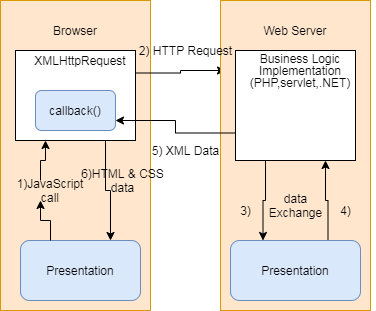 Browser
Web Server
2) HTTP Request
XMLHttpRequest
Business Logic
Implementation
(PHP,servlet,.NET)
callback()
5) XML Data
6)HTML & CSS
data
1)JavaScript
call
3)
data
Exchange
4)
Presentation
Presentation